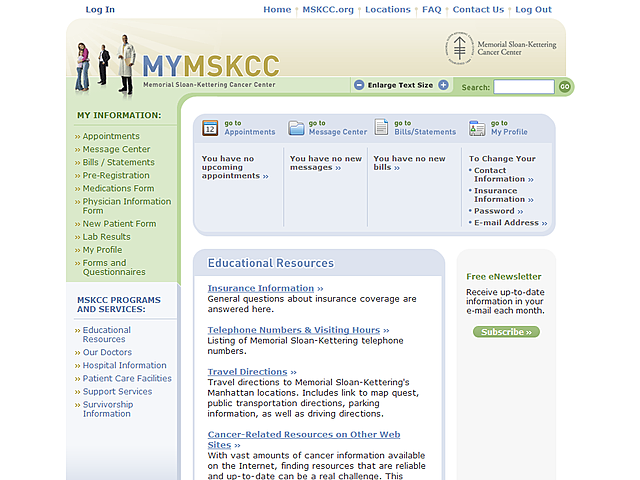 Log In
Home
MSKCC.org
Locations
FAQ
Contact Us
Log Out
MYMSKCC
Memorial Sloan-Kettering Cancer Center
Memorial Sloan-Kettering
Cancer Center
Enlarge Text Size
Search:
GO
MY INFORMATION:
›› Appointments
›› Message Center
›› Bills / Statements
›› Pre-Registration
›› Medications Form
›› Physician Information
Form
›› New Patient Form
›› Lab Results
›› My Profile
›› Forms and
Questionnaires
MSKCC PROGRAMS
AND SERVICES:
›› Educational
Resources
›› Our Doctors
›› Hospital Information
›› Patient Care Facilities
›› Support Services
›› Survivorship
Information
12
go to
Appointments
go to
Message Center
go to
Bills/Statements
go to
My Profile
You have no
upcoming
appointments ››
You have no new
messages ››
You have no new
bills ››
To Change Your
• Contact
Information ››
• Insurance
Information ››
• Password ››
• E-mail Address ››
Educational Resources
Insurance Information ››
General questions about insurance coverage are
answered here.
Telephone Numbers & Visiting Hours ››
Listing of Memorial Sloan-Kettering telephone
numbers.
Travel Directions ››
Travel directions to Memorial Sloan-Kettering's
Manhattan locations. Includes link to map quest,
public transportation directions, parking
information, as well as driving directions.
Cancer-Related Resources on Other Web
Sites ››
With vast amounts of cancer information available
on the Internet, finding resources that are reliable
and up-to-date can be a real challenge. This
Free eNewsletter
Receive up-to-date
information in your
e-mail each month.
Subscribe ››